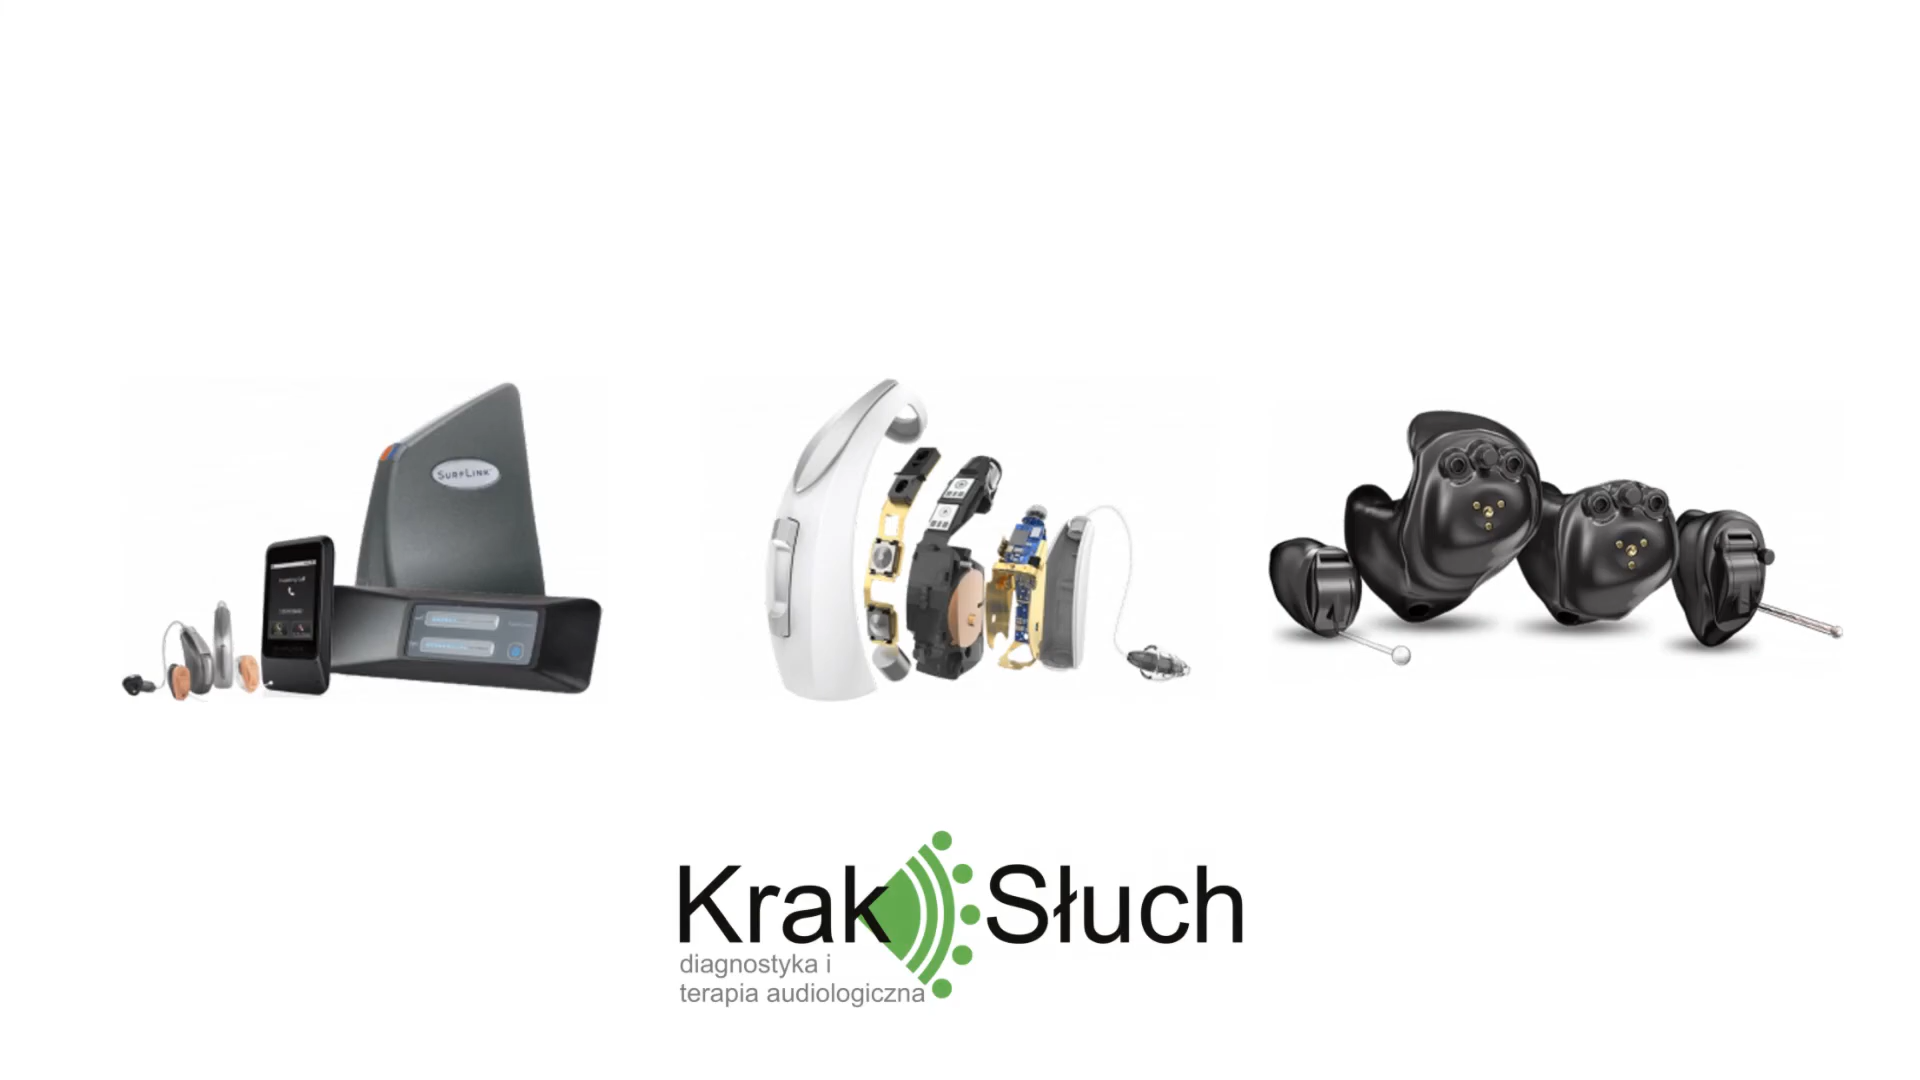 SurfLink
Krak Słuch
diagnostyka i
terapia audiologiczna